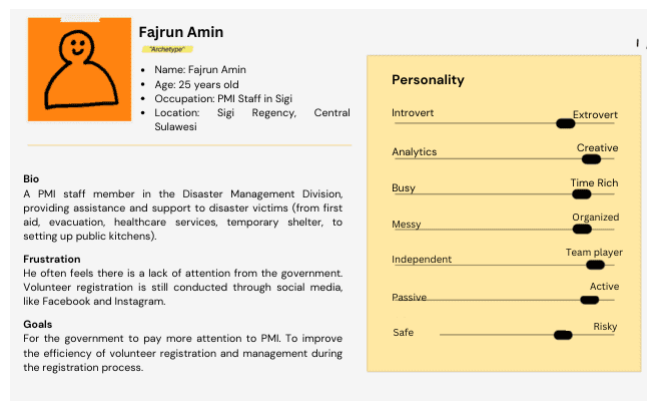 Fajrun Amin
"Archetype"
• Name: Fajrun Amin
• Age: 25 years old
• Occupation: PMI Staff in Sigi
• Location: Sigi Regency, Central
Sulawesi
Bio
A PMI staff member in the Disaster Management Division,
providing assistance and support to disaster victims (from first
aid, evacuation, healthcare services, temporary shelter, to
setting up public kitchens).
Frustration
He often feels there is a lack of attention from the government.
Volunteer registration is still conducted through social media,
like Facebook and Instagram.
Goals
For the government to pay more attention to PMI. To improve
the efficiency of volunteer registration and management during
the registration process.
Personality
Introvert Extrovert
Analytics Creative
Busy Time Rich
Messy Organized
Independent Team player
Passive Active
Safe Risky